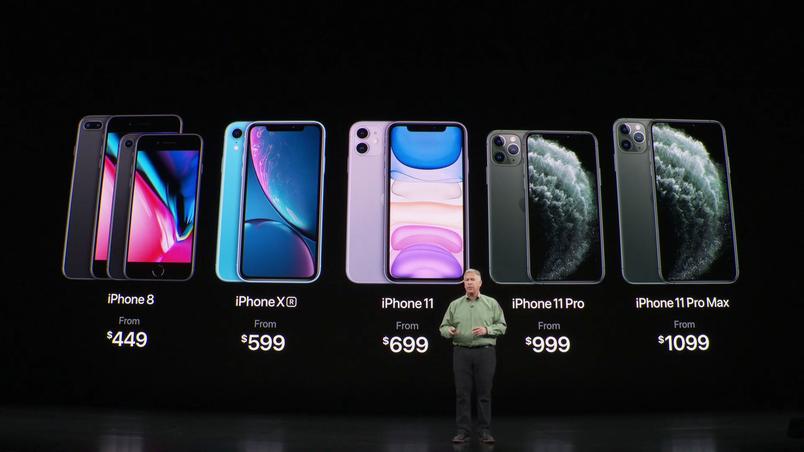 iPhone 8
From
$449
iPhone XR
From
$599
iPhone 11
From
$699
iPhone 11 Pro
From
$999
iPhone 11 Pro Max
From
$1099